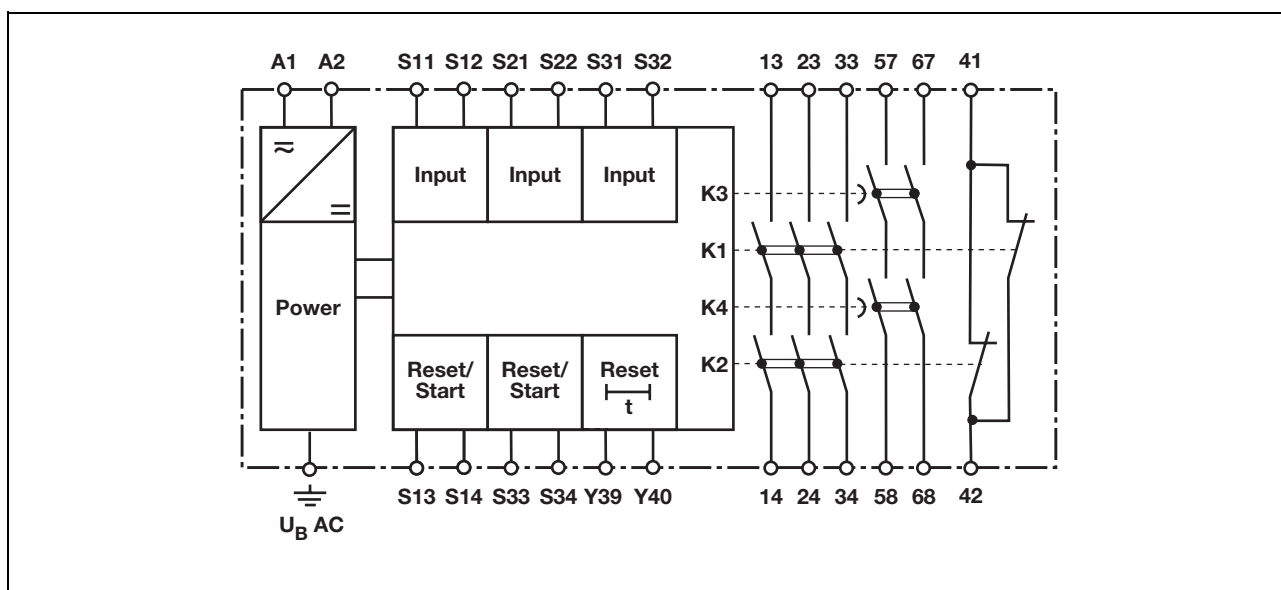 A1 A2 S11 S12 S21 S22 S31 S32 13 23 33 57 67 41
Input Input Input
K3
K1
Power
K4
Reset/ Reset/ Reset
Start Start t
K2
S13 S14 S33 S34 Y39 Y40 14 24 34 58 68 42
UB AC